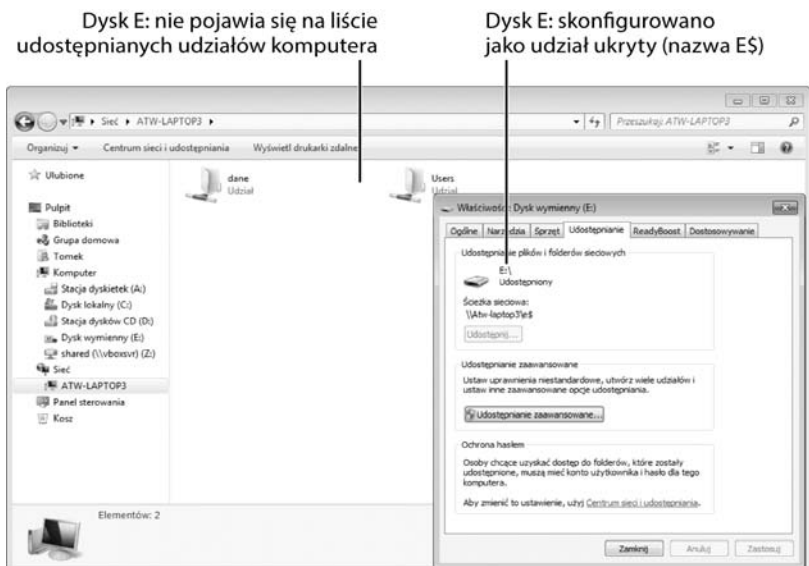 Dysk E: nie pojawia się na liście
udostępnianych udziałów komputera
Dysk E: skonfigurowano
jako udział ukryty (nazwa E$)
Sieć ATW-LAPTOP3
Przeszukaj: ATW-LAPTOP3
Organizuj
Centrum sieci i udostępniania
Wyświetl drukarki zdalne
Ulubione
Pulpit
Biblioteki
Grupa domowa
Tomek
Komputer
Stacja dyskietek (A:)
Dysk lokalny (C:)
Stacja dysków CD (D:)
Dysk wymienny (E:)
shared (\\vboxsvr) (Z:)
Sieć
ATW-LAPTOP3
Panel sterowania
Kosz
dane
Udział
Users
Udział
Elementów: 2
Właściwości: Dysk wymienny (E:)
Ogólne
Narzędzia
Sprzęt
Udostępnianie
ReadyBoost
Dostosowywanie
Udostępnianie plików i folderów sieciowych
E:\
Udostępniony
Ścieżka sieciowa:
\\Atw-laptop3\e$
Udostępnij...
Udostępnianie zaawansowane
Ustaw uprawnienia niestandardowe, utwórz wiele udziałów i
ustaw inne zaawansowane opcje udostępniania.
Udostępnianie zaawansowane...
Ochrona hasłem
Osoby chcące uzyskać dostęp do folderów, które zostały
udostępnione, muszą mieć konto użytkownika i hasło dla tego
komputera.
Aby zmienić to ustawienie, użyj Centrum sieci i udostępniania.
Zamknij
Anuluj
Zastosuj